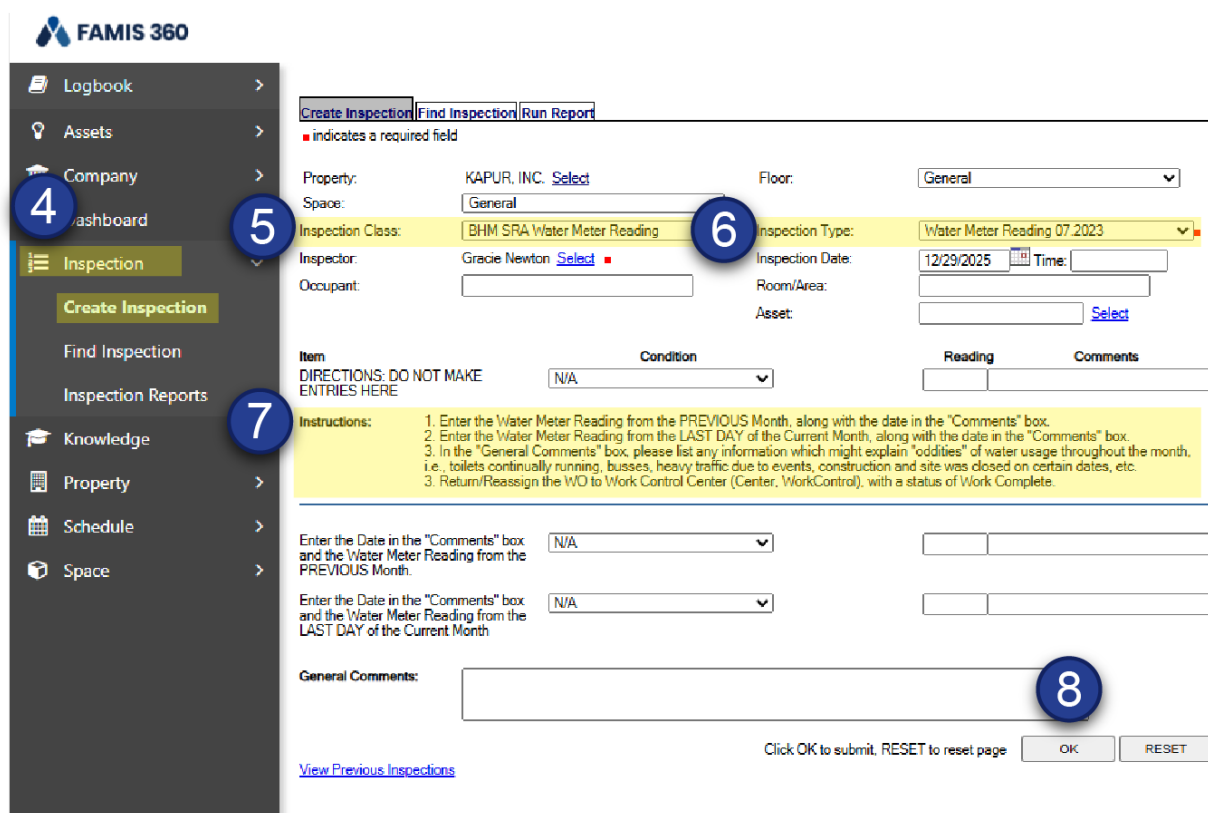 FAMIS 360
Logbook
Assets
Company
4
Dashboard
Inspection
Create Inspection
Find Inspection
Inspection Reports
Knowledge
Property
Schedule
Space
Create Inspection Find Inspection Run Report
indicates a required field
Property: KAPUR, INC. Select Floor: General
Space: General
5 6
Inspection Class: BHM SRA Water Meter Reading Inspection Type: Water Meter Reading 07.2023
Inspector: Gracie Newton Select Inspection Date: 12/29/2025 Time:
Occupant: Room/Area:
Asset: Select
Item Condition Reading Comments
DIRECTIONS: DO NOT MAKE N/A
ENTRIES HERE
7
Instructions: 1. Enter the Water Meter Reading from the PREVIOUS Month, along with the date in the "Comments" box.
2. Enter the Water Meter Reading from the LAST DAY of the Current Month, along with the date in the "Comments" box.
3. In the "General Comments" box, please list any information which might explain "oddities" of water usage throughout the month,
i.e., toilets continually running, busses, heavy traffic due to events, construction and site was closed on certain dates, etc.
3. Return/Reassign the WO to Work Control Center (Center, WorkControl), with a status of Work Complete.
Enter the Date in the "Comments" box N/A
and the Water Meter Reading from the
PREVIOUS Month.
Enter the Date in the "Comments" box N/A
and the Water Meter Reading from the
LAST DAY of the Current Month
General Comments:
8
Click OK to submit, RESET to reset page OK RESET
View Previous Inspections